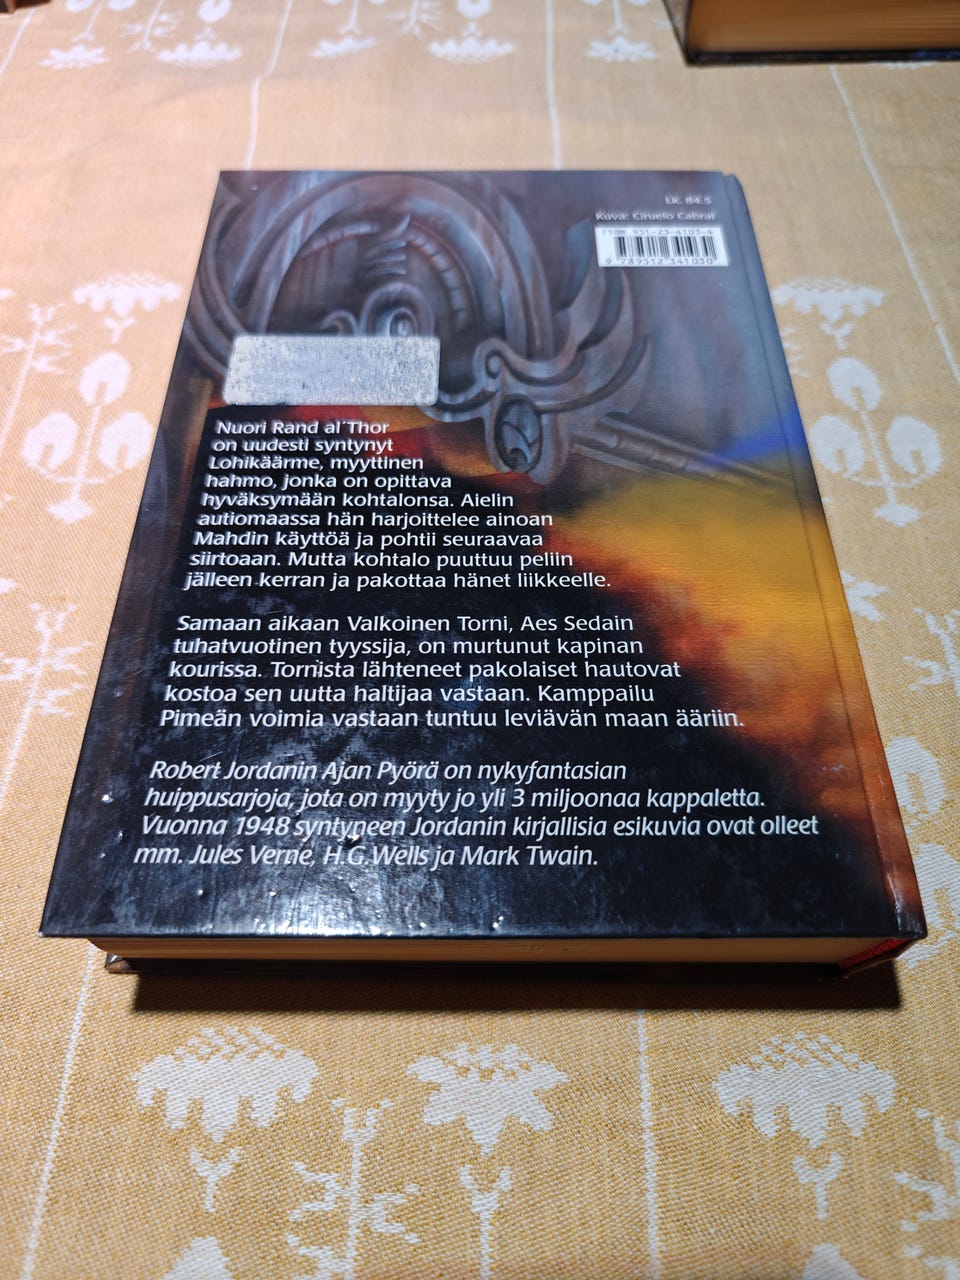 Lk. 84.5
Kuva: Ciruelo Cabral
ISBN 951-23-4103-4
9 789512 341030
Nuori Rand al´Thor
on uudesti syntynyt
Lohikäärme, myyttinen
hahmo, jonka on opittava
hyväksymään kohtalonsa. Aielin
autiomaassa hän harjoittelee ainoan
Mahdin käyttöä ja pohtii seuraavaa
siirtoaan. Mutta kohtalo puuttuu peliin
jälleen kerran ja pakottaa hänet liikkeelle.
Samaan aikaan Valkoinen Torni, Aes Sedain
tuhatvuotinen tyyssija, on murtunut kapinan
kourissa. Tornista lähteneet pakolaiset hautovat
kostoa sen uutta haltijaa vastaan. Kamppailu
Pimeän voimia vastaan tuntuu leviävän maan ääriin.
Robert Jordanin Ajan Pyörä on nykyfantasian
huippusarjoja, jota on myyty jo yli 3 miljoonaa kappaletta.
Vuonna 1948 syntyneen Jordanin kirjallisia esikuvia ovat olleet
mm. Jules Verne, H.G.Wells ja Mark Twain.